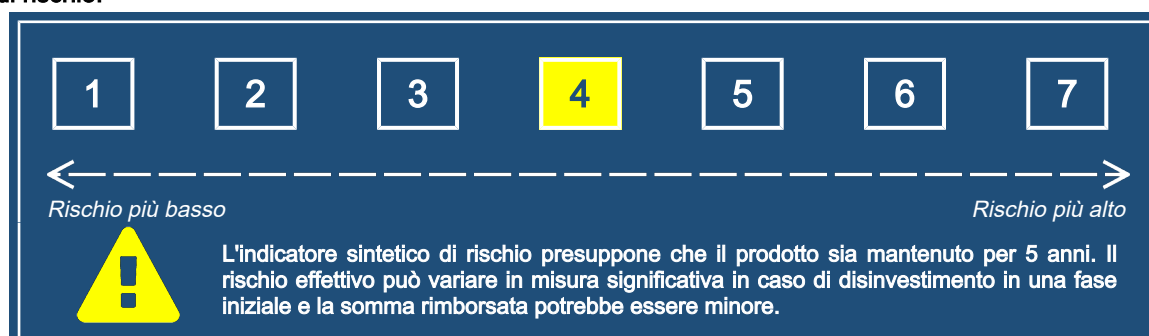 di rischio.
1 2 3 4 5 6 7
Rischio più basso Rischio più alto
L'indicatore sintetico di rischio presuppone che il prodotto sia mantenuto per 5 anni. Il
rischio effettivo può variare in misura significativa in caso di disinvestimento in una fase
iniziale e la somma rimborsata potrebbe essere minore.